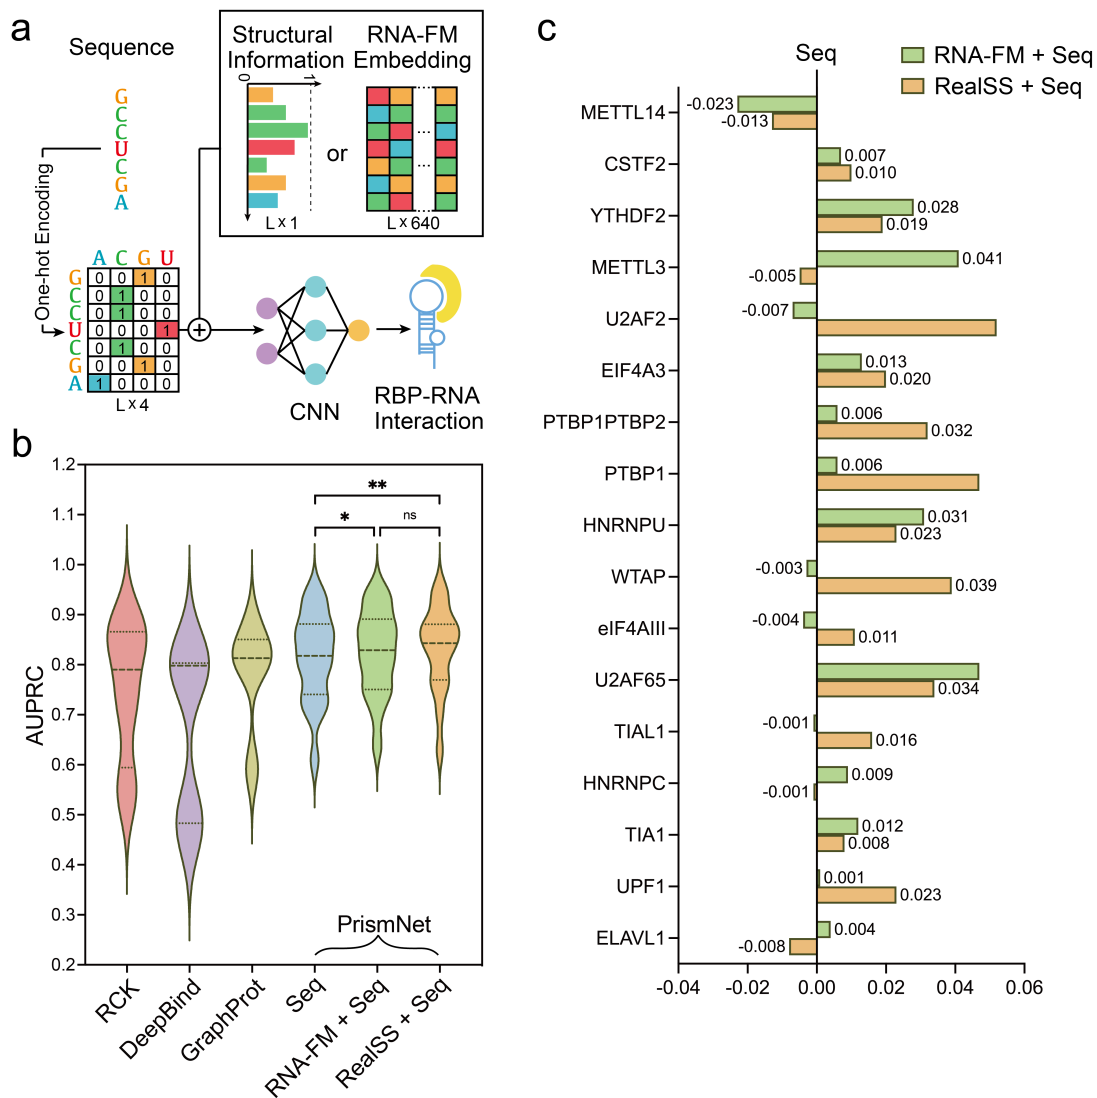 a
Sequence
G
C
C
U
C
G
A
One-hot Encoding
Structural
Information
0
1
L x 1
or
RNA-FM
Embedding
L x 640
A C G U
G 0 0 1 0
C 0 1 0 0
C 0 1 0 0
U 0 0 0 1
C 0 1 0 0
G 0 0 1 0
A 1 0 0 0
L x 4
CNN
RBP-RNA
Interaction
b
AUPRC
1.2
1.1
1.0
0.9
0.8
0.7
0.6
0.5
0.4
0.3
0.2
**
*
ns
PrismNet
RCK
DeepBind
GraphProt
Seq
RNA-FM + Seq
RealSS + Seq
c
Seq
RNA-FM + Seq
RealSS + Seq
METTL14 -0.023
-0.013
CSTF2 0.007
0.010
YTHDF2 0.028
0.019
METTL3 0.041
-0.005
U2AF2 -0.007
EIF4A3 0.013
0.020
PTBP1PTBP2 0.006
0.032
PTBP1 0.006
HNRNPU 0.031
0.023
WTAP -0.003
0.039
eIF4AIII -0.004
0.011
U2AF65
0.034
TIAL1 -0.001
0.016
HNRNPC 0.009
-0.001
TIA1 0.012
0.008
UPF1 0.001
0.023
ELAVL1 0.004
-0.008
-0.04 -0.02 0.00 0.02 0.04 0.06